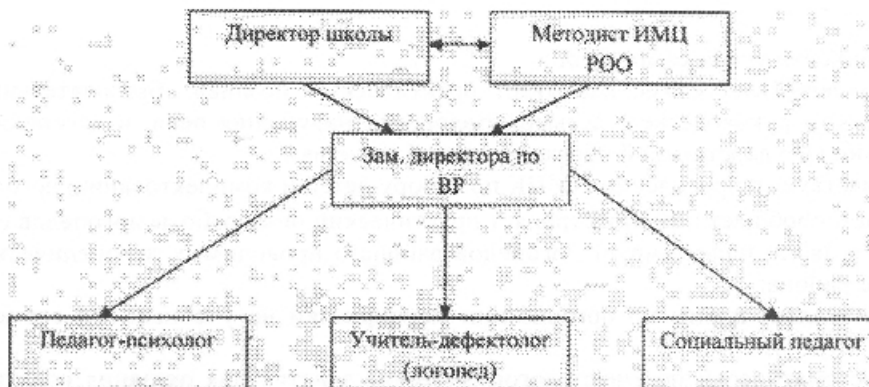 Директор школы
Методист ИМЦ
РОО
Зам. директора по
ВР
Педагог-психолог
Учитель-дефектолог
(логопед)
Социальный педагог